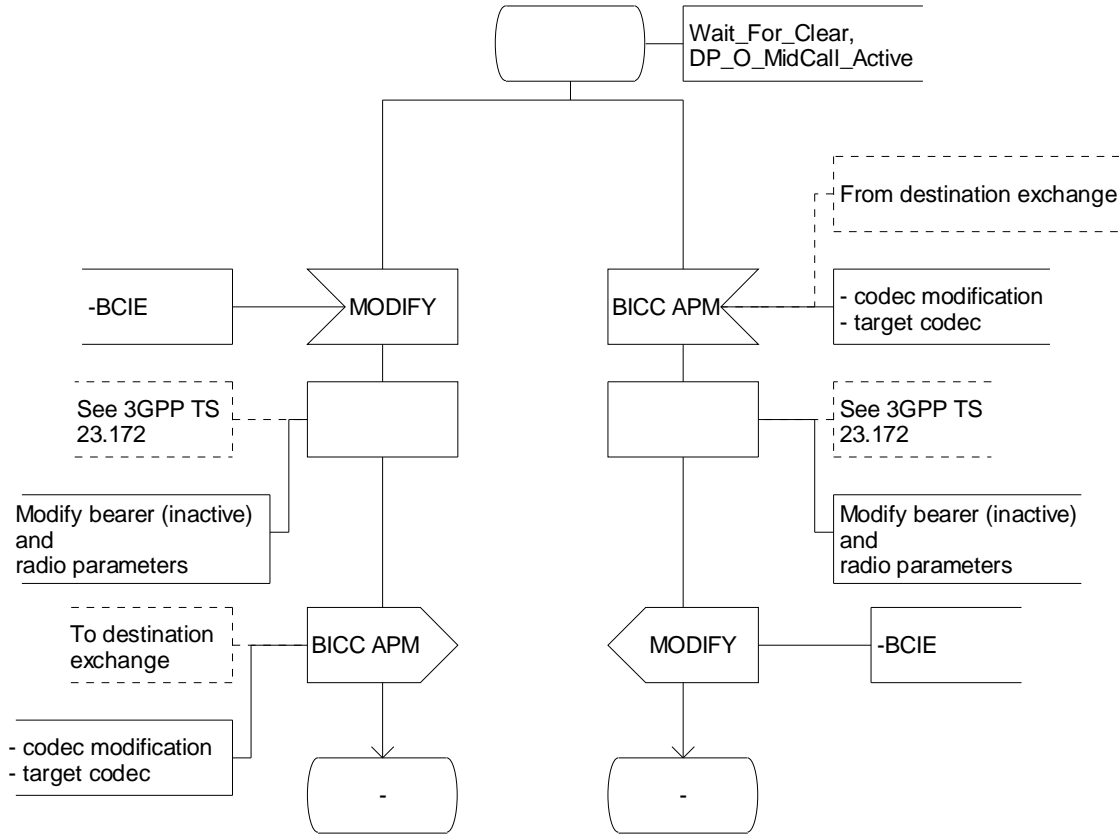 Wait_For_Clear,
DP_O_MidCall_Active
From destination exchange
-BCIE
MODIFY
BICC APM
- codec modification
- target codec
See 3GPP TS
23.172
See 3GPP TS
23.172
Modify bearer (inactive)
and
radio parameters
Modify bearer (inactive)
and
radio parameters
To destination
exchange
BICC APM
MODIFY
-BCIE
- codec modification
- target codec
-
-